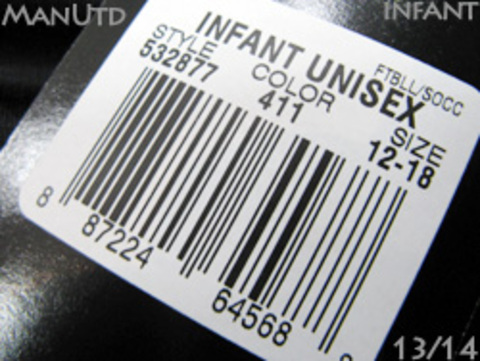 ManUtd
INFANT
INFANT UNISEX
FTBLL/SOCC
STYLE COLOR SIZE
532877 411 12-18
8 87224 64568
13/14